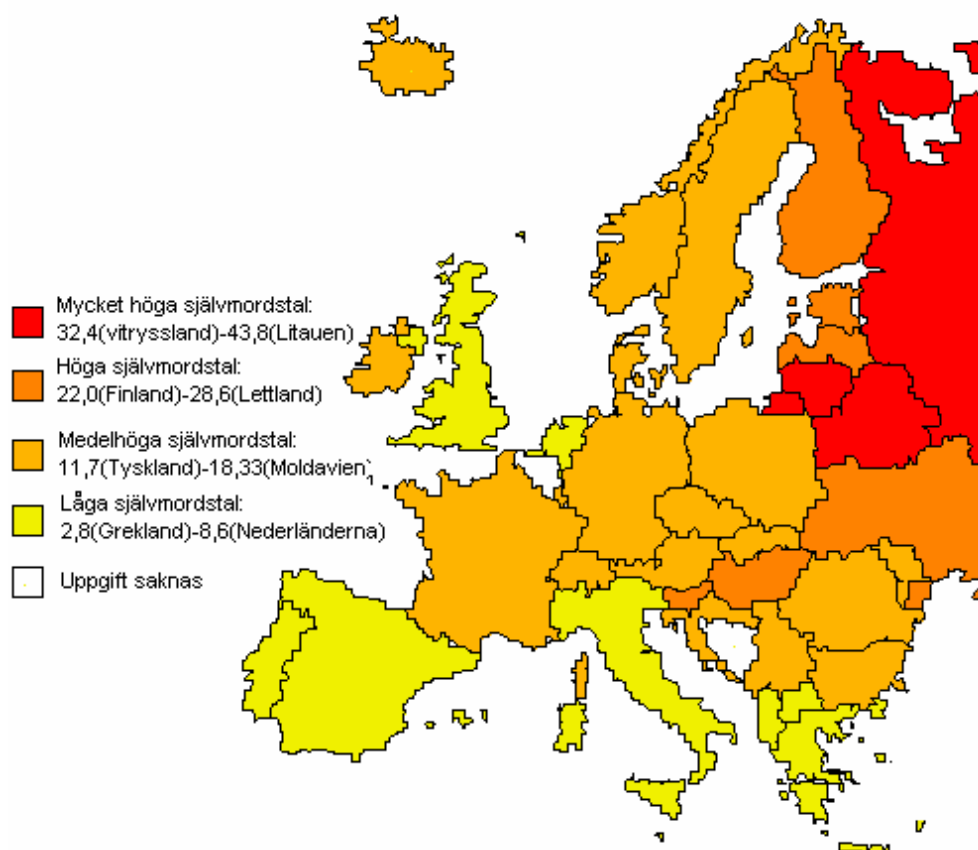 Mycket höga självmordstal:
32,4(vitryssland)-43,8(Litauen)
Höga självmordstal:
22,0(Finland)-28,6(Lettland)
Medelhöga självmordstal:
11,7(Tyskland)-18,33(Moldavien)
Låga självmordstal:
2,8(Grekland)-8,6(Nederländerna)
Uppgift saknas